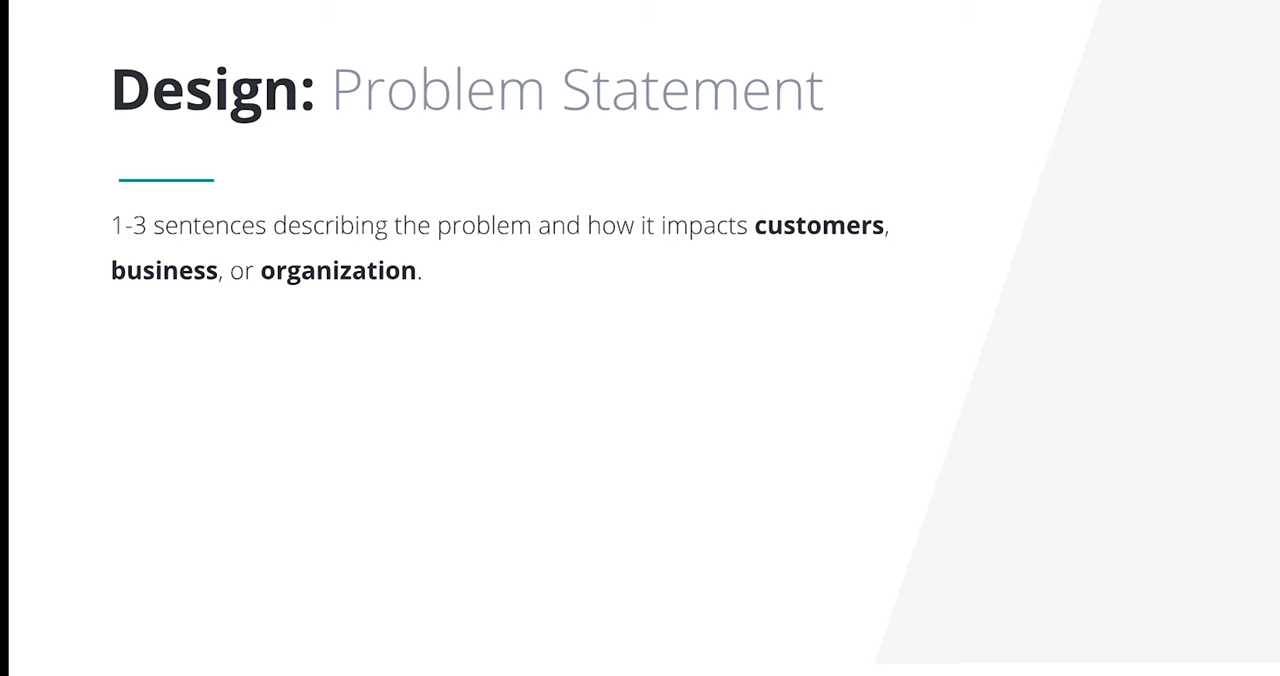 Design: Problem Statement
1-3 sentences describing the problem and how it impacts customers,
business, or organization.